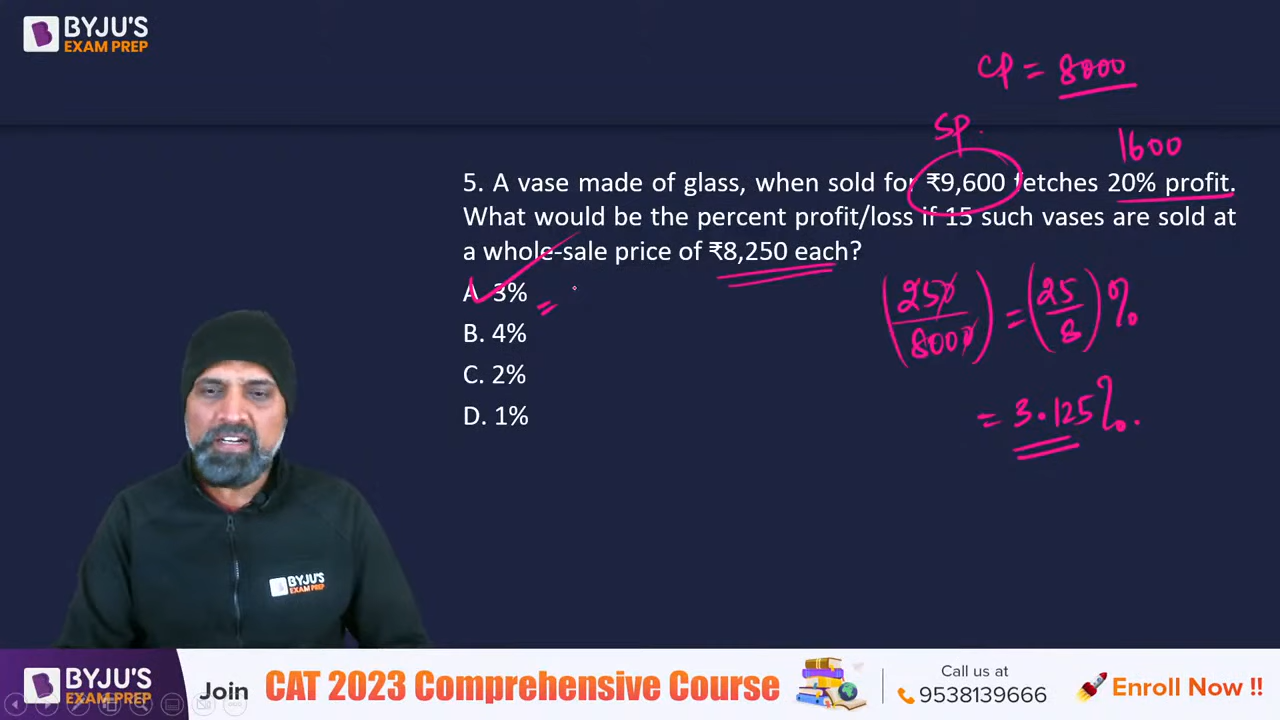 BYJU'S
EXAM PREP
CP = 8000
SP.
1600
5. A vase made of glass, when sold for ₹9,600 fetches 20% profit.
What would be the percent profit/loss if 15 such vases are sold at
a whole-sale price of ₹8,250 each?
A. 3% =
B. 4%
C. 2%
D. 1%
(250/8000) = (25/8) %
= 3.125%.
BYJU'S
EXAM PREP
BYJU'S
EXAM PREP
Join CAT 2023 Comprehensive Course
Call us at
9538139666
Enroll Now !!